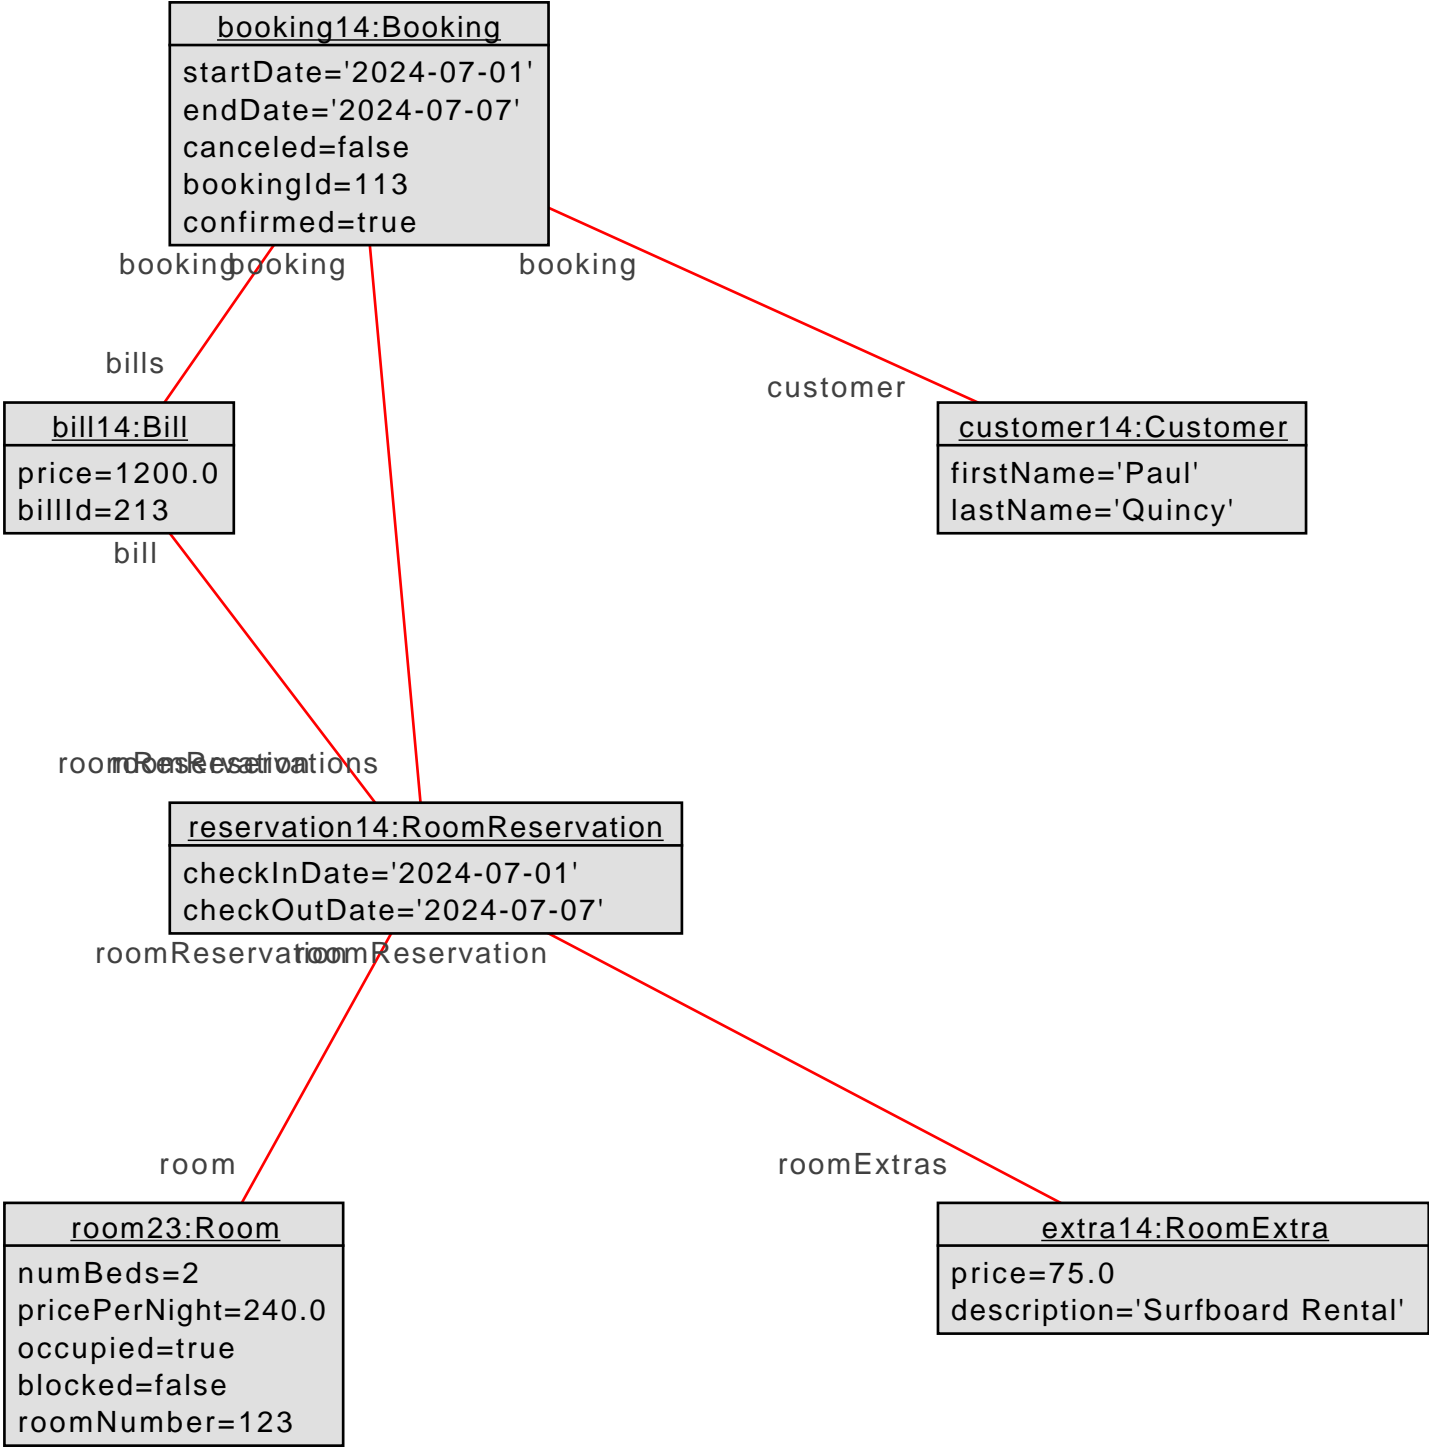 booking14:Booking
startDate='2024-07-01'
endDate='2024-07-07'
canceled=false
bookingId=113
confirmed=true
booking booking booking
bills
customer
bill14:Bill
price=1200.0
billId=213
customer14:Customer
firstName='Paul'
lastName='Quincy'
bill
roomReservation roomReservations
reservation14:RoomReservation
checkInDate='2024-07-01'
checkOutDate='2024-07-07'
roomReservation roomReservation
room
roomExtras
room23:Room
numBeds=2
pricePerNight=240.0
occupied=true
blocked=false
roomNumber=123
extra14:RoomExtra
price=75.0
description='Surfboard Rental'